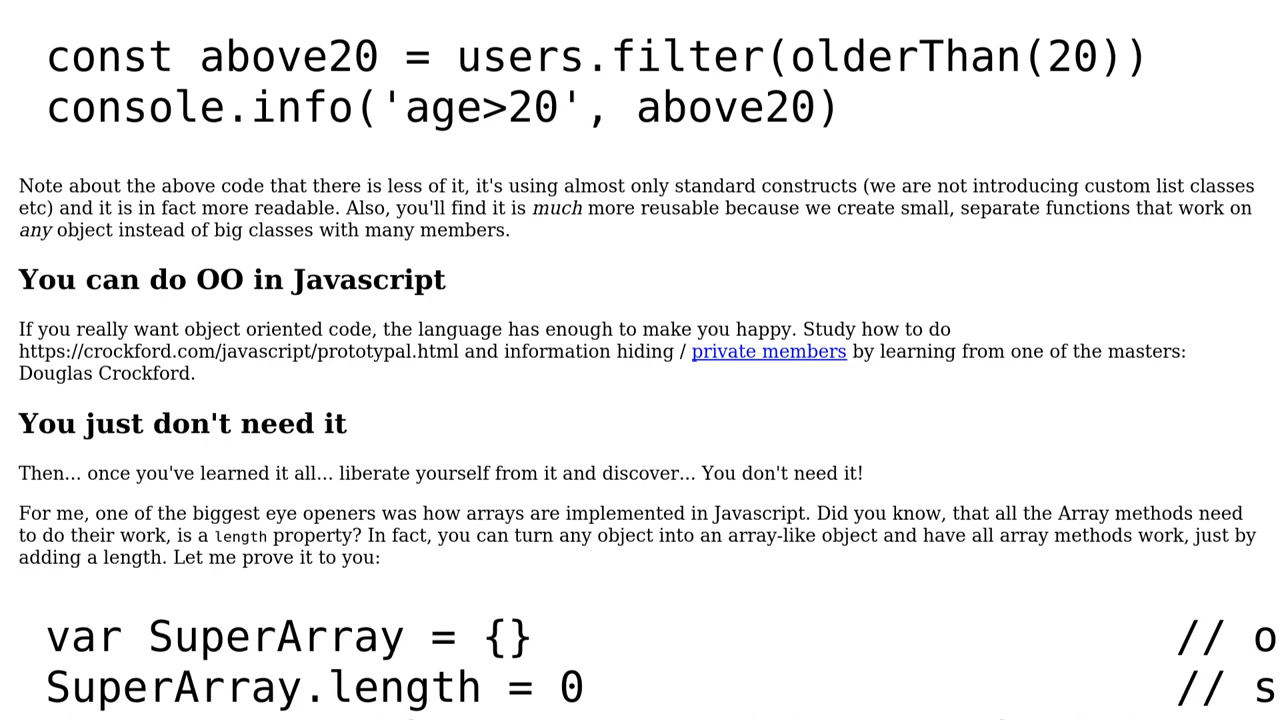 const above20 = users.filter(olderThan(20))
console.info('age>20', above20)
Note about the above code that there is less of it, it's using almost only standard constructs (we are not introducing custom list classes
etc) and it is in fact more readable. Also, you'll find it is much more reusable because we create small, separate functions that work on
any object instead of big classes with many members.
You can do OO in Javascript
If you really want object oriented code, the language has enough to make you happy. Study how to do
https://crockford.com/javascript/prototypal.html and information hiding / private members by learning from one of the masters:
Douglas Crockford.
You just don't need it
Then... once you've learned it all... liberate yourself from it and discover... You don't need it!
For me, one of the biggest eye openers was how arrays are implemented in Javascript. Did you know, that all the Array methods need
to do their work, is a length property? In fact, you can turn any object into an array-like object and have all array methods work, just by
adding a length. Let me prove it to you:
var SuperArray = {} // o
SuperArray.length = 0 // s